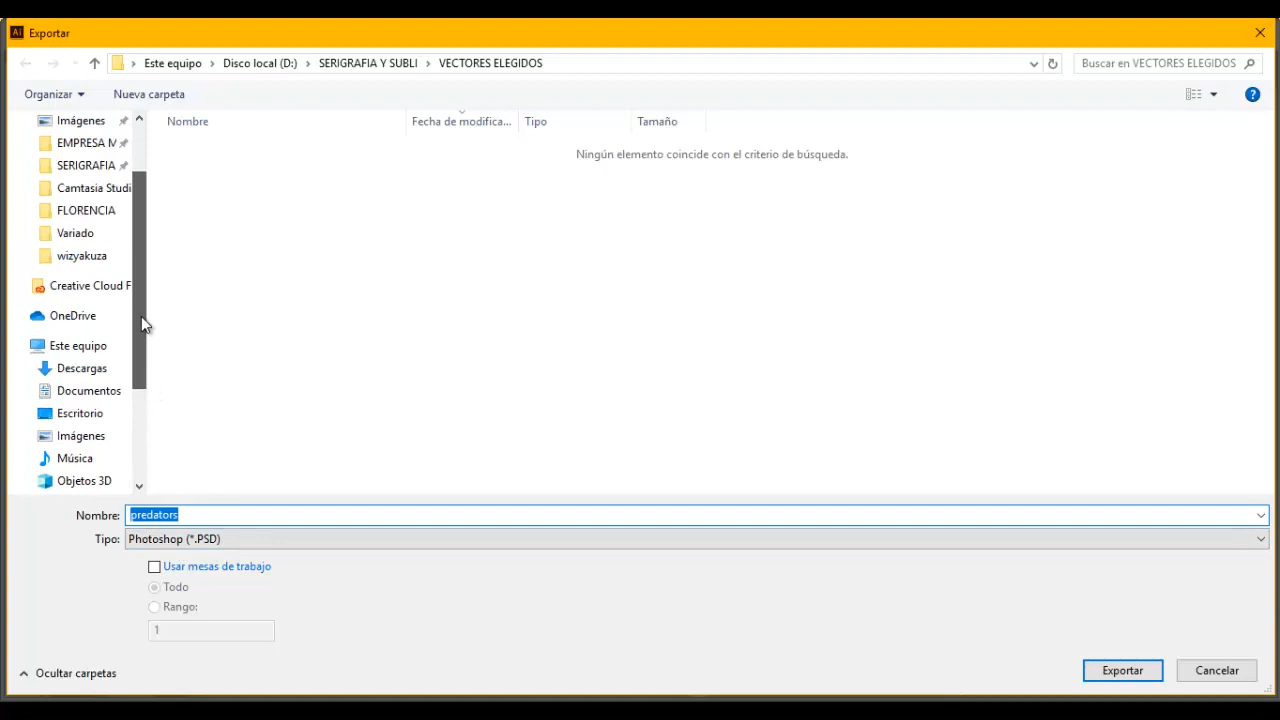 Ai Exportar
Este equipo > Disco local (D:) > SERIGRAFIA Y SUBLI > VECTORES ELEGIDOS
Buscar en VECTORES ELEGIDOS
Organizar
Nueva carpeta
?
Nombre
Fecha de modifica...
Tipo
Tamaño
Ningún elemento coincide con el criterio de búsqueda.
Imágenes
EMPRESA M
SERIGRAFIA
Camtasia Studi
FLORENCIA
Variado
wizyakuza
Creative Cloud F
OneDrive
Este equipo
Descargas
Documentos
Escritorio
Imágenes
Música
Objetos 3D
Nombre: predators
Tipo: Photoshop (*.PSD)
Usar mesas de trabajo
Todo
Rango:
1
Ocultar carpetas
Exportar
Cancelar